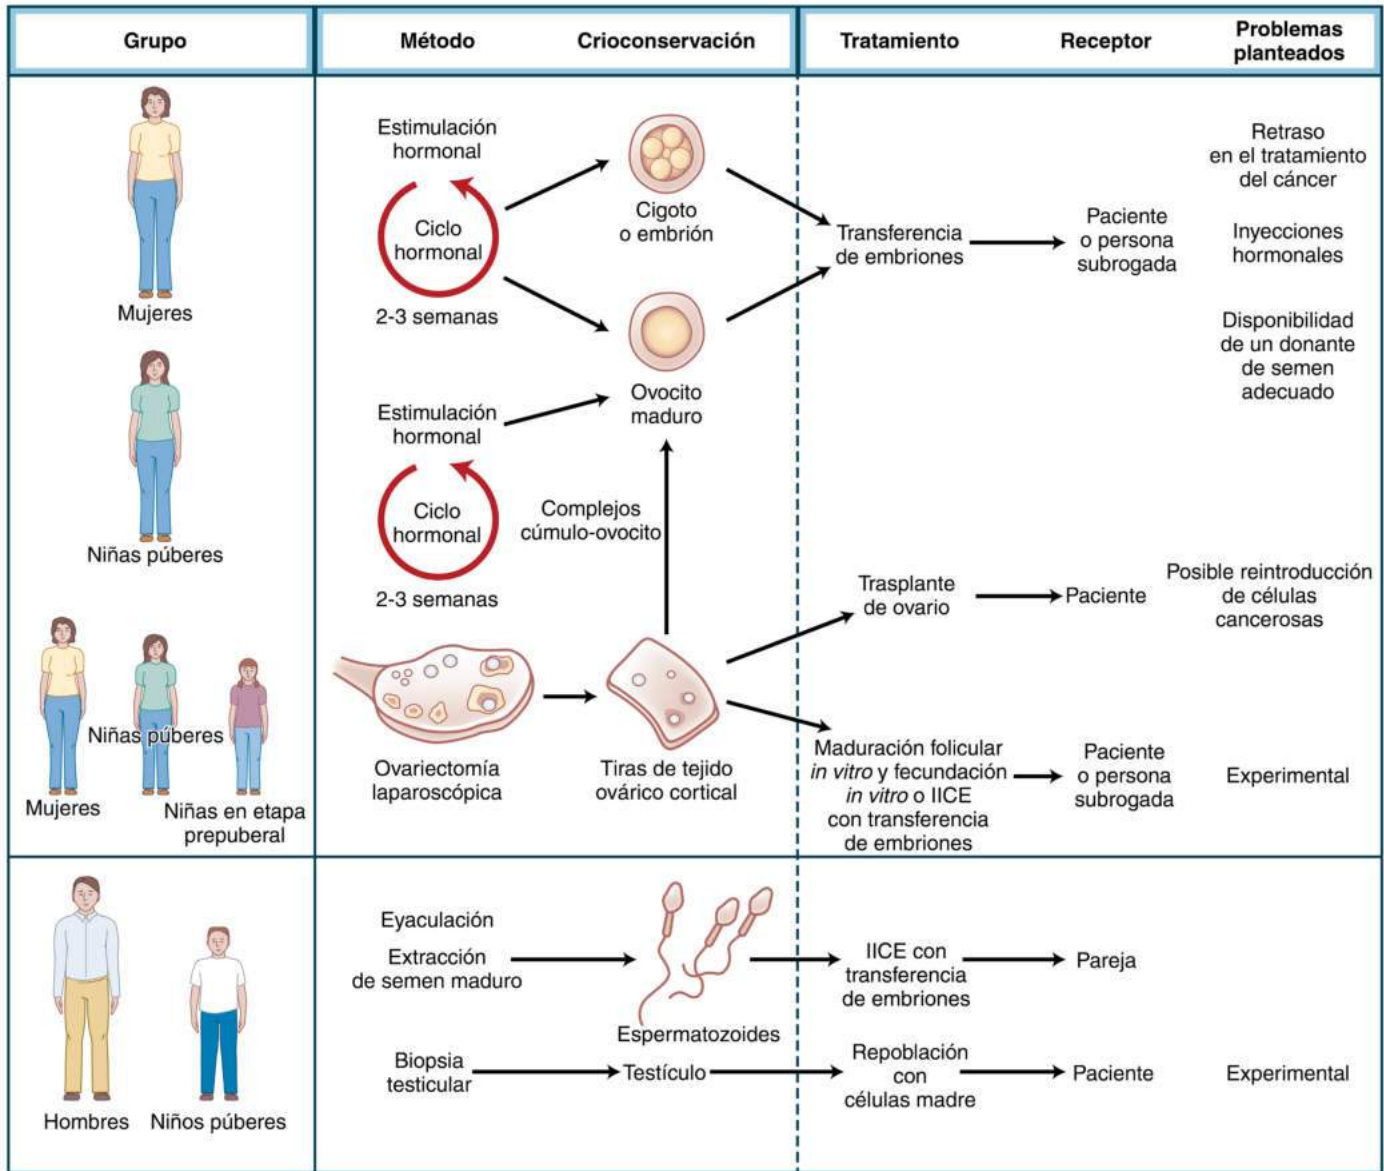 Grupo
Método
Crioconservación
Tratamiento
Receptor
Problemas
planteados
Mujeres
Estimulación
hormonal
Ciclo
hormonal
2-3 semanas
Cigoto
o embrión
Ovocito
maduro
Transferencia
de embriones
Paciente
o persona
subrogada
Retraso
en el tratamiento
del cáncer
Inyecciones
hormonales
Disponibilidad
de un donante
de semen
adecuado
Niñas púberes
Estimulación
hormonal
Ciclo
hormonal
2-3 semanas
Complejos
cúmulo-ovocito
Mujeres
Niñas púberes
Niñas en etapa
prepuberal
Ovariectomía
laparoscópica
Tiras de tejido
ovárico cortical
Trasplante
de ovario
Paciente
Posible reintroducción
de células
cancerosas
Maduración folicular
in vitro y fecundación
in vitro o IICE
con transferencia
de embriones
Paciente
o persona
subrogada
Experimental
Hombres
Niños púberes
Eyaculación
Extracción
de semen maduro
Espermatozoides
IICE con
transferencia
de embriones
Pareja
Biopsia
testicular
Testículo
Repoblación
con
células madre
Paciente
Experimental